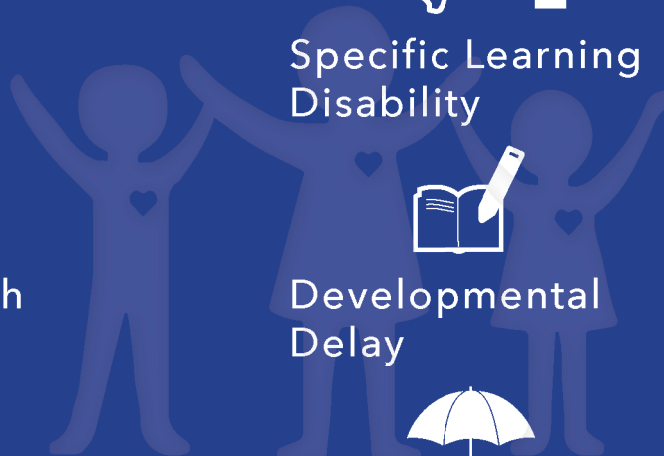 Specific Learning
Disability
h
Developmental
Delay